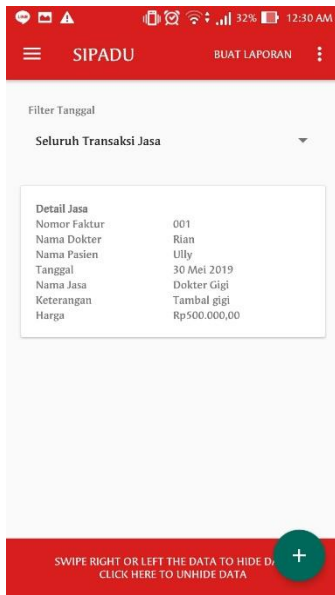 32% 12:30 AM
SIPADU BUAT LAPORAN
Filter Tanggal
Seluruh Transaksi Jasa
Detail Jasa
Nomor Faktur 001
Nama Dokter Rian
Nama Pasien Ully
Tanggal 30 Mei 2019
Nama Jasa Dokter Gigi
Keterangan Tambal gigi
Harga Rp500.000,00
SWIPE RIGHT OR LEFT THE DATA TO HIDE
CLICK HERE TO UNHIDE DATA
+